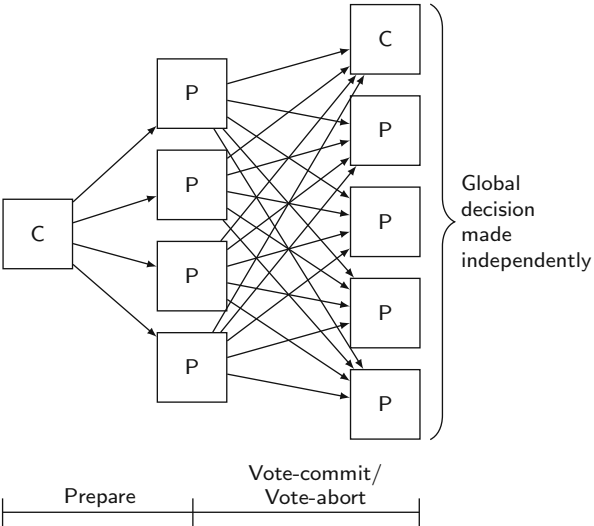 C
P
P
P
P
C
P
P
P
P
Global
decision
made
independently
Prepare
Vote-commit/
Vote-abort